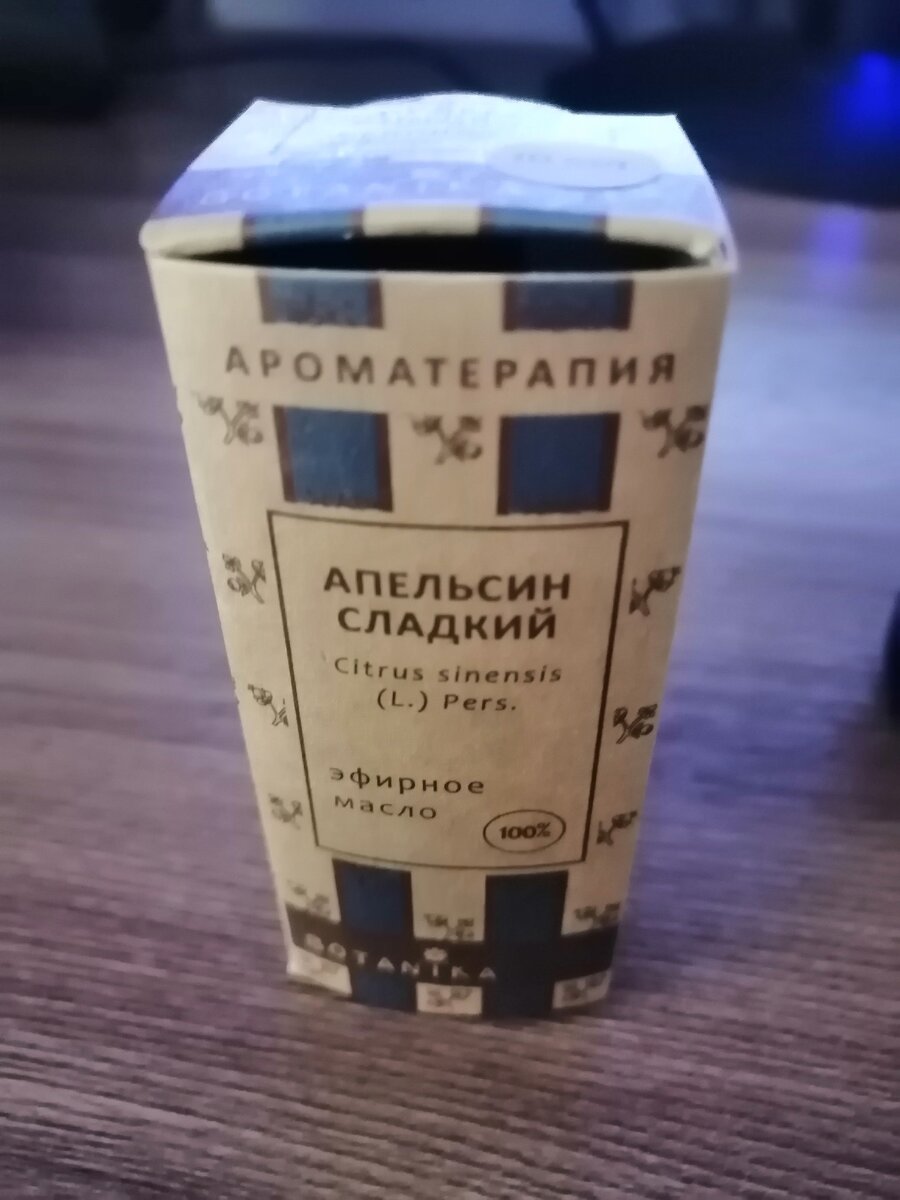 АРОМАТЕРАПИЯ
АПЕЛЬСИН
СЛАДКИЙ
Citrus sinensis
(L.) Pers.
эфирное
масло
100%
BOTANIKA